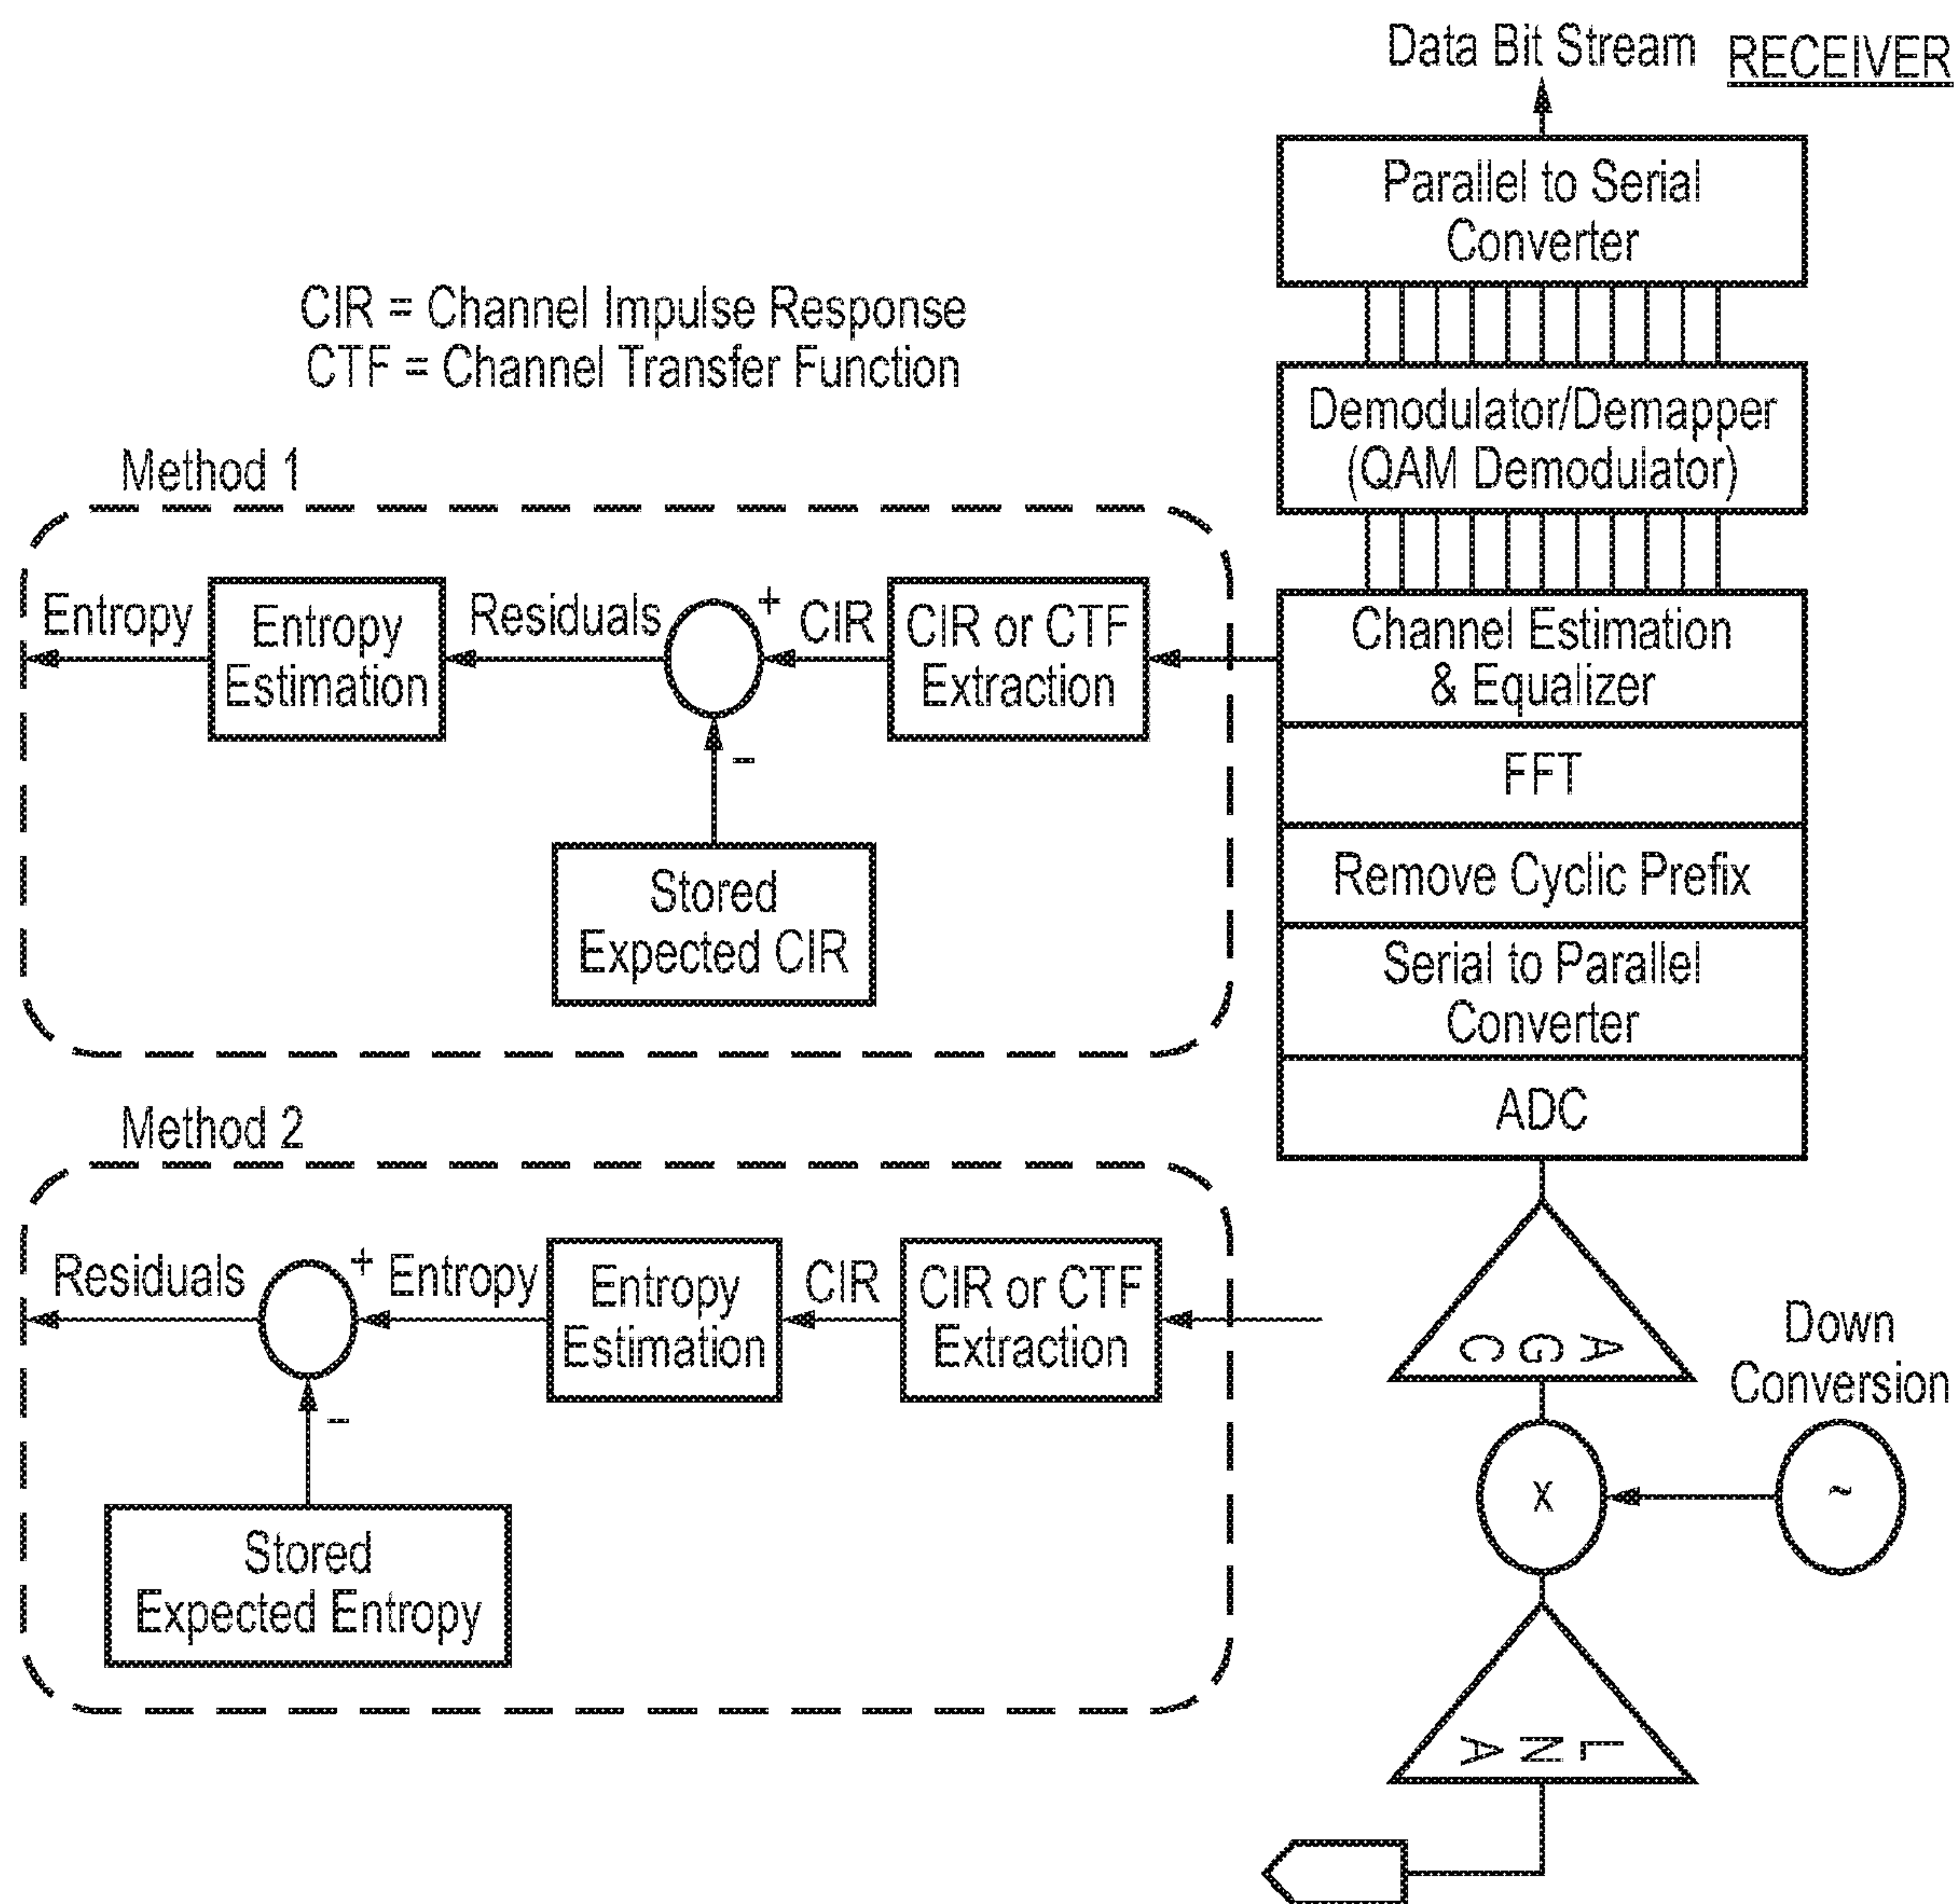 Data Bit Stream
RECEIVER
Parallel to Serial
Converter
CIR = Channel Impulse Response
CTF = Channel Transfer Function
Demodulator/Demapper
(QAM Demodulator)
Method 1
Entropy
Entropy
Estimation
Residuals
+
CIR
CIR or CTF
Extraction
-
Stored
Expected CIR
Channel Estimation
& Equalizer
FFT
Remove Cyclic Prefix
Serial to Parallel
Converter
ADC
Method 2
Residuals
+
Entropy
Entropy
Estimation
CIR
CIR or CTF
Extraction
-
Stored
Expected Entropy
AGC
Down
Conversion
x
~
LNA